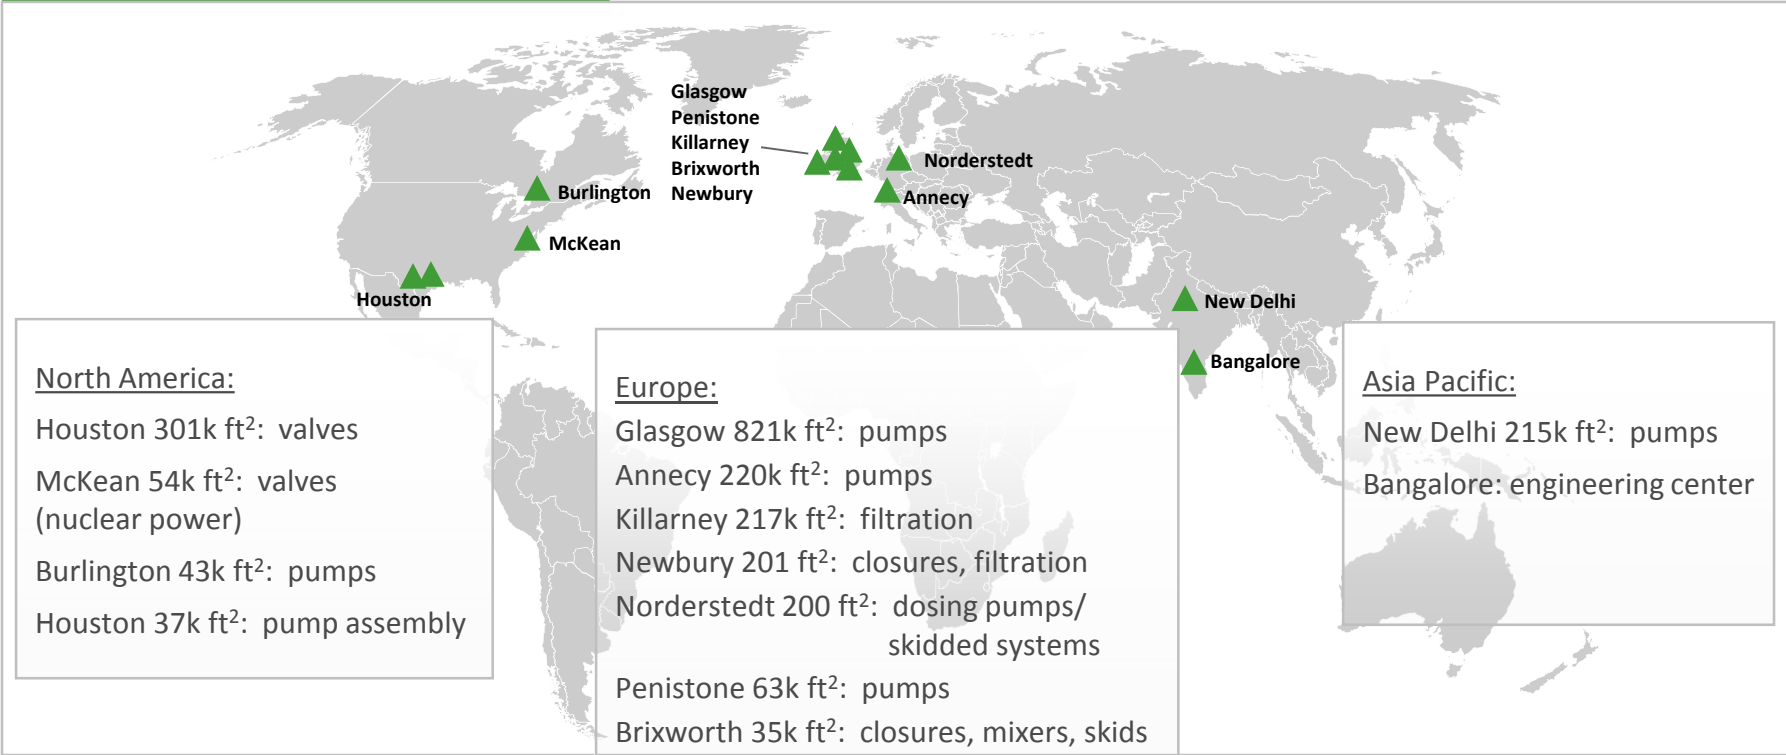 Glasgow
Penistone
Killarney
Brixworth
Newbury
Norderstedt
Annecy
Burlington
McKean
Houston
New Delhi
Bangalore
North America:
Houston 301k ft²: valves
McKean 54k ft²: valves
(nuclear power)
Burlington 43k ft²: pumps
Houston 37k ft²: pump assembly
Europe:
Glasgow 821k ft²: pumps
Annecy 220k ft²: pumps
Killarney 217k ft²: filtration
Newbury 201 ft²: closures, filtration
Norderstedt 200 ft²: dosing pumps/
skidded systems
Penistone 63k ft²: pumps
Brixworth 35k ft²: closures, mixers, skids
Asia Pacific:
New Delhi 215k ft²: pumps
Bangalore: engineering center